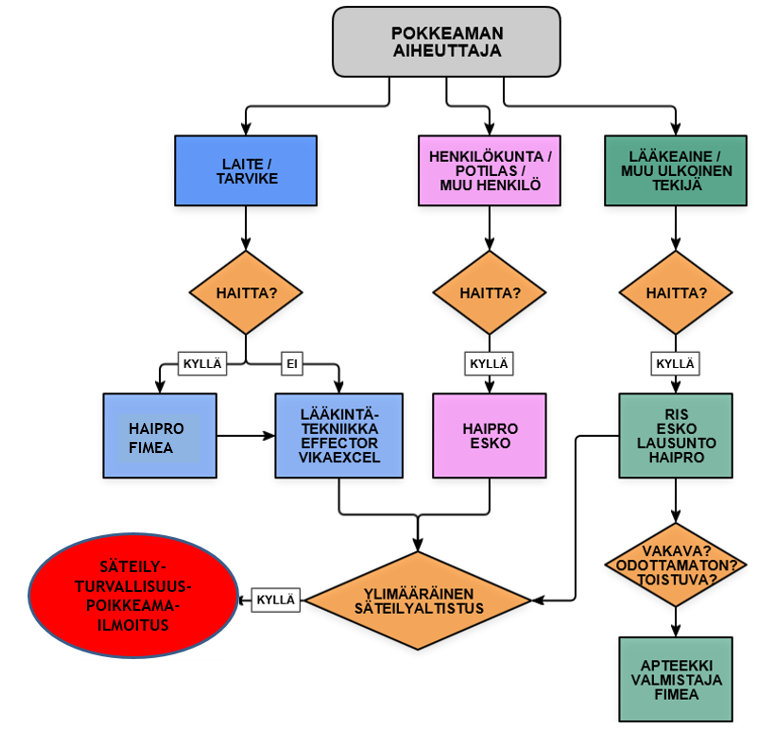 POKKEAMAN
AIHEUTTAJA
LAITE /
TARVIKE
HENKILÖKUNTA /
POTILAS /
MUU HENKILÖ
LÄÄKEAINE /
MUU ULKOINEN
TEKIJÄ
HAITTA?
HAITTA?
HAITTA?
KYLLÄ
EI
KYLLÄ
KYLLÄ
HAIPRO
FIMEA
LÄÄKINTÄ-
TEKNIIKKA
EFFECTOR
VIKAEXCEL
HAIPRO
ESKO
RIS
ESKO
LAUSUNTO
HAIPRO
VAKAVA?
ODOTTAMATON?
TOISTUVA?
SÄTEILY-
TURVALLISUUS-
POIKKEAMA-
ILMOITUS
KYLLÄ
YLIMÄÄRÄINEN
SÄTEILYALTISTUS
APTEEKKI
VALMISTAJA
FIMEA